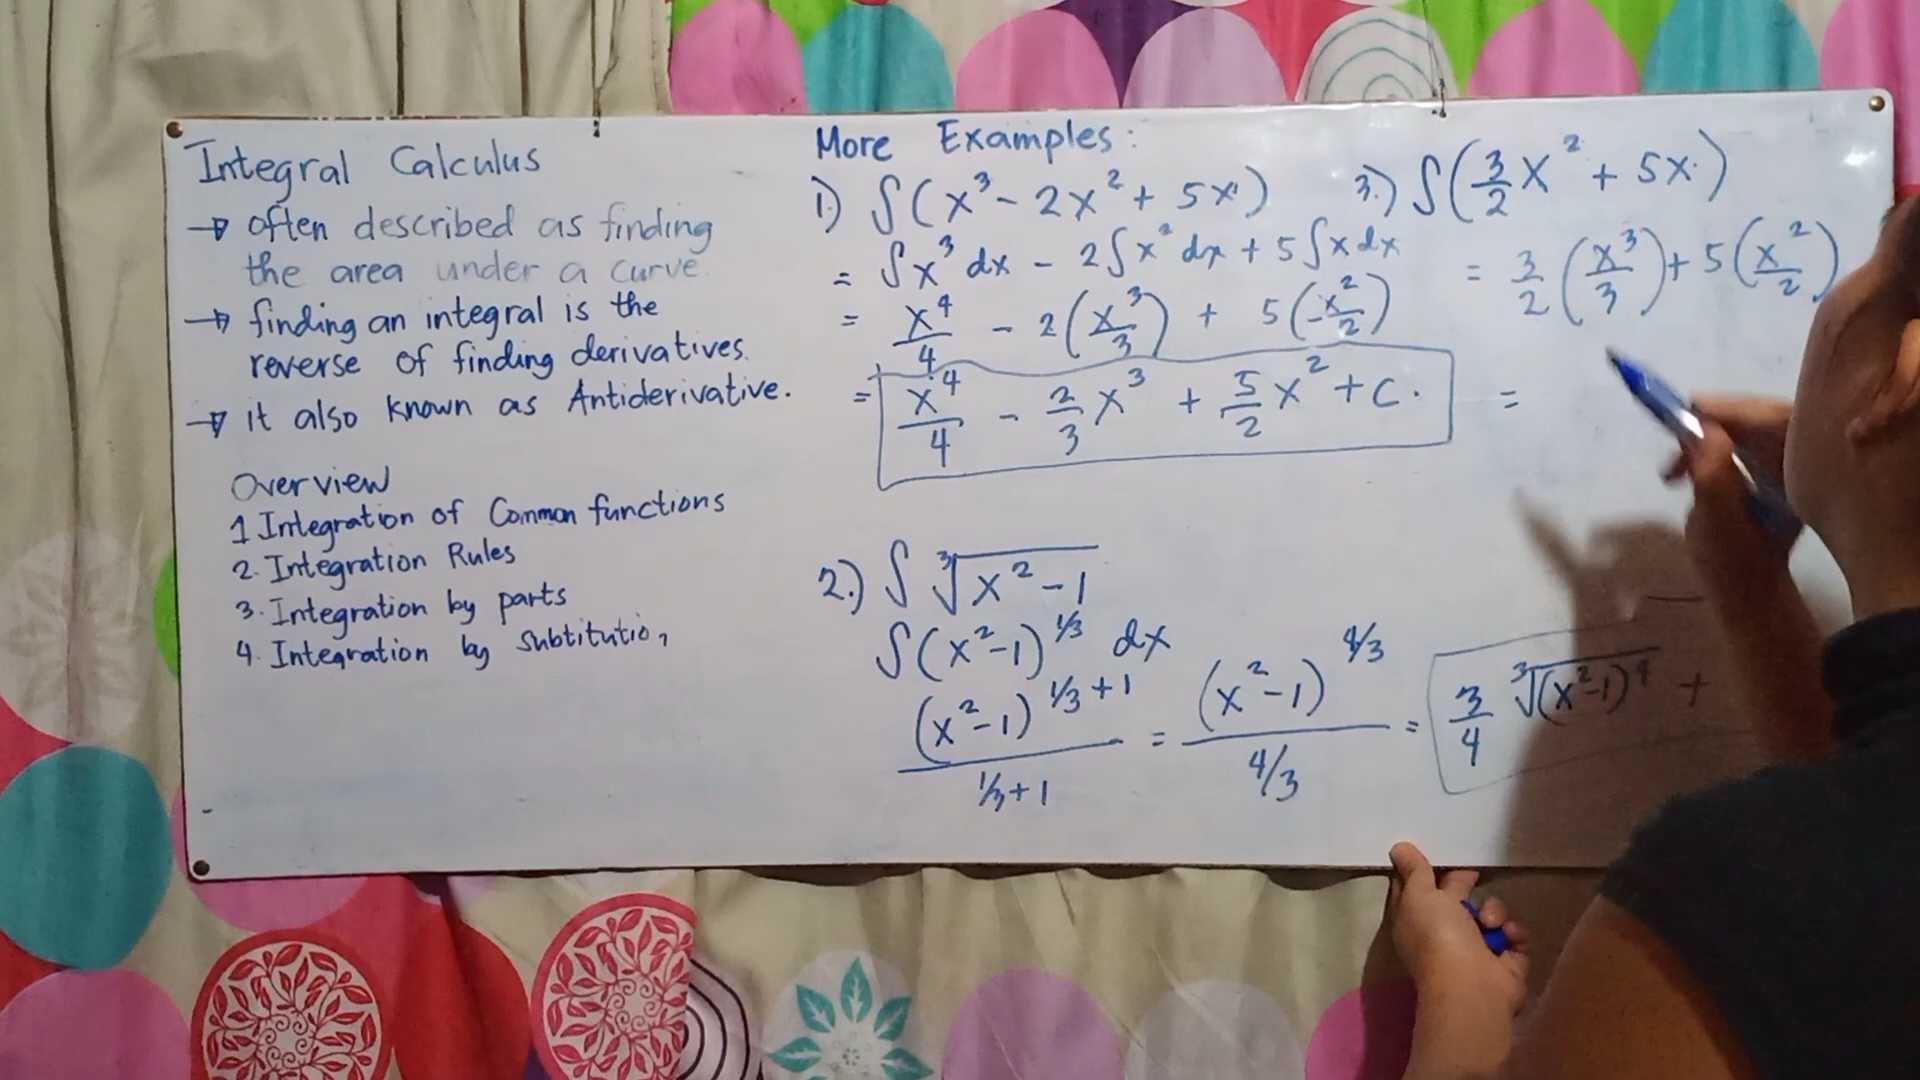 Integral Calculus
→ often described as finding
the area under a curve.
→ finding an integral is the
reverse of finding derivatives.
→ it also known as Antiderivative.
Overview
1 Integration of Common functions
2. Integration Rules
3. Integration by parts
4. Integration by Subtitution
More Examples:
1.) ∫(x³ - 2x² + 5x)
= ∫x³ dx - 2∫x² dx + 5∫x dx
= x⁴/4 - 2(x³/3) + 5(x²/2)
= x⁴/4 - 2/3 x³ + 5/2 x² + C.
2.) ∫ ∛(x² - 1)
∫(x² - 1)^(1/3) dx
(x² - 1)^(1/3 + 1) / (1/3 + 1) = (x² - 1)^(4/3) / (4/3) = 3/4 ∛((x² - 1)⁴) +
3.) ∫(3/2 x² + 5x)
= 3/2 (x³/3) + 5(x²/2)
=